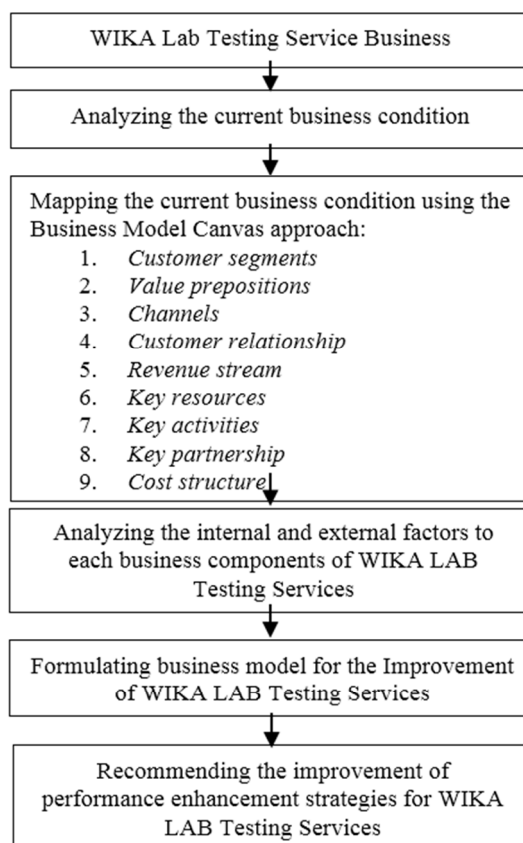 WIKA Lab Testing Service Business
Analyzing the current business condition
Mapping the current business condition using the
Business Model Canvas approach:
1. Customer segments
2. Value prepositions
3. Channels
4. Customer relationship
5. Revenue stream
6. Key resources
7. Key activities
8. Key partnership
9. Cost structure
Analyzing the internal and external factors to
each business components of WIKA LAB
Testing Services
Formulating business model for the Improvement
of WIKA LAB Testing Services
Recommending the improvement of
performance enhancement strategies for WIKA
LAB Testing Services